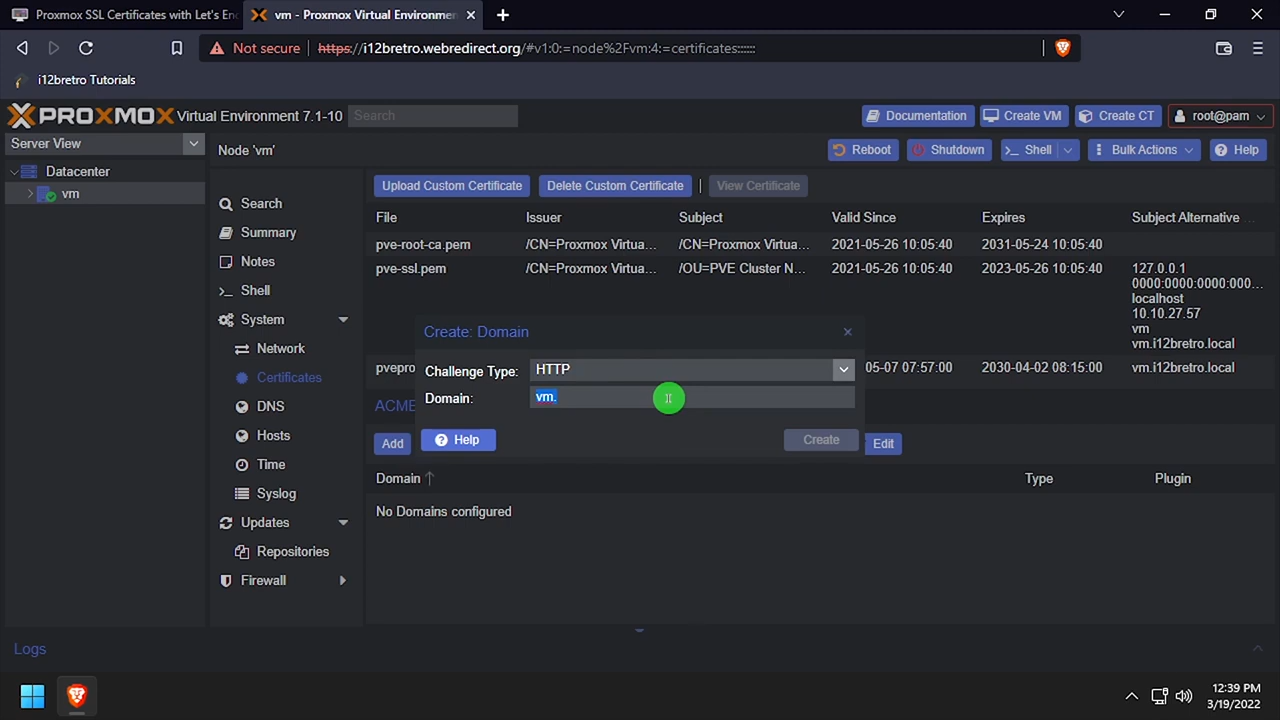 Proxmox SSL Certificates with Let's En
vm - Proxmox Virtual Environmen
Not secure
https://i12bretro.webredirect.org/#v1:0:=node%2Fvm:4:=certificates::::::
i12bretro Tutorials
PROXMOX Virtual Environment 7.1-10
Search
Documentation
Create VM
Create CT
root@pam
Server View
Node 'vm'
Reboot
Shutdown
>_ Shell
Bulk Actions
Help
Datacenter
vm
Search
Summary
Notes
>_ Shell
System
Network
Certificates
DNS
Hosts
Time
Syslog
Updates
Repositories
Firewall
Upload Custom Certificate
Delete Custom Certificate
View Certificate
File Issuer Subject Valid Since Expires Subject Alternative ...
pve-root-ca.pem /CN=Proxmox Virtua... /CN=Proxmox Virtua... 2021-05-26 10:05:40 2031-05-24 10:05:40
pve-ssl.pem /CN=Proxmox Virtua... /OU=PVE Cluster N... 2021-05-26 10:05:40 2023-05-26 10:05:40 127.0.0.1
0000:0000:0000:000...
localhost
10.10.27.57
vm
vm.i12bretro.local
pvepro 05-07 07:57:00 2030-04-02 08:15:00 vm.i12bretro.local
Create: Domain
Challenge Type: HTTP
Domain: vm.
Help
Create
ACME
Add
Edit
Domain Type Plugin
No Domains configured
Logs
12:39 PM
3/19/2022